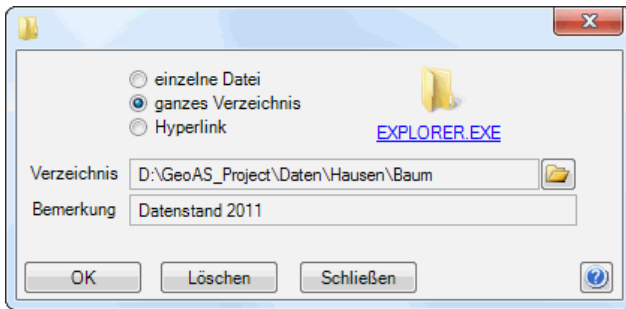 einzelne Datei
ganzes Verzeichnis
Hyperlink
EXPLORER.EXE
Verzeichnis D:\GeoAS_Project\Daten\Hausen\Baum
Bemerkung Datenstand 2011
OK Löschen Schließen